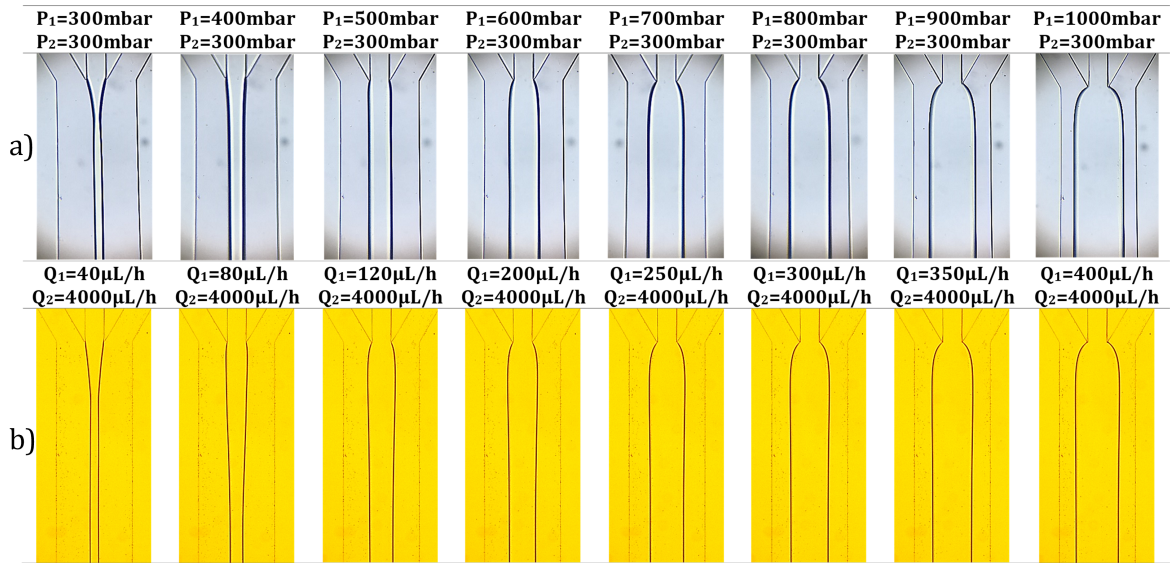 P₁=300mbar P₁=400mbar P₁=500mbar P₁=600mbar P₁=700mbar P₁=800mbar P₁=900mbar P₁=1000mbar
P₂=300mbar P₂=300mbar P₂=300mbar P₂=300mbar P₂=300mbar P₂=300mbar P₂=300mbar P₂=300mbar
a)
Q₁=40µL/h Q₁=80µL/h Q₁=120µL/h Q₁=200µL/h Q₁=250µL/h Q₁=300µL/h Q₁=350µL/h Q₁=400µL/h
Q₂=4000µL/h Q₂=4000µL/h Q₂=4000µL/h Q₂=4000µL/h Q₂=4000µL/h Q₂=4000µL/h Q₂=4000µL/h Q₂=4000µL/h
b)